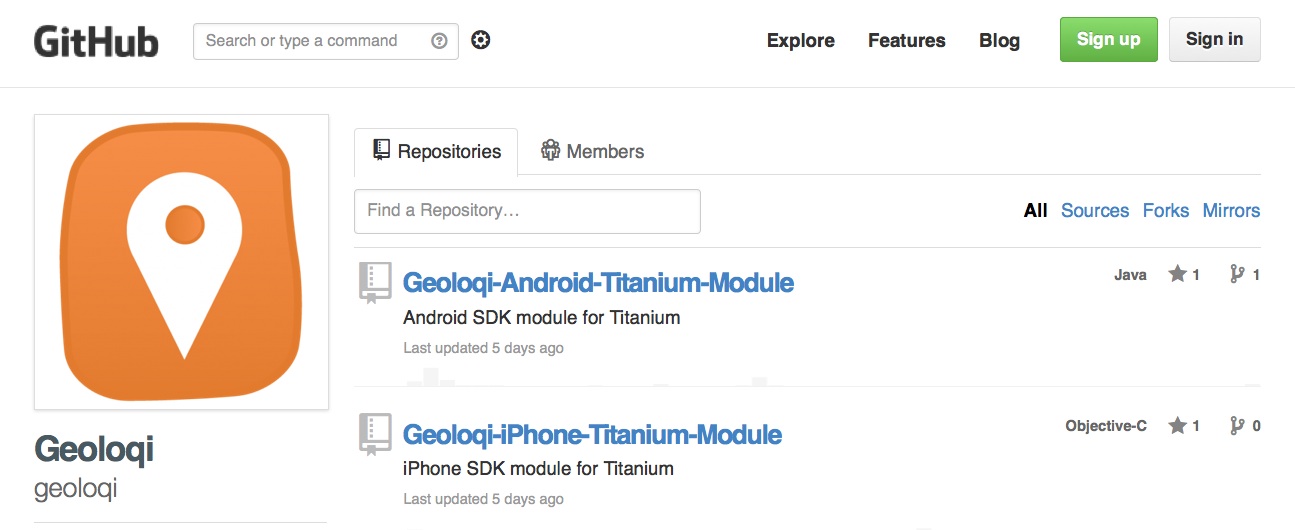 GitHub
Search or type a command
Explore Features Blog Sign up Sign in
Repositories Members
Find a Repository...
All Sources Forks Mirrors
Geoloqi-Android-Titanium-Module
Java 1 1
Android SDK module for Titanium
Last updated 5 days ago
Geoloqi-iPhone-Titanium-Module
Objective-C 1 0
iPhone SDK module for Titanium
Last updated 5 days ago
Geoloqi
geoloqi